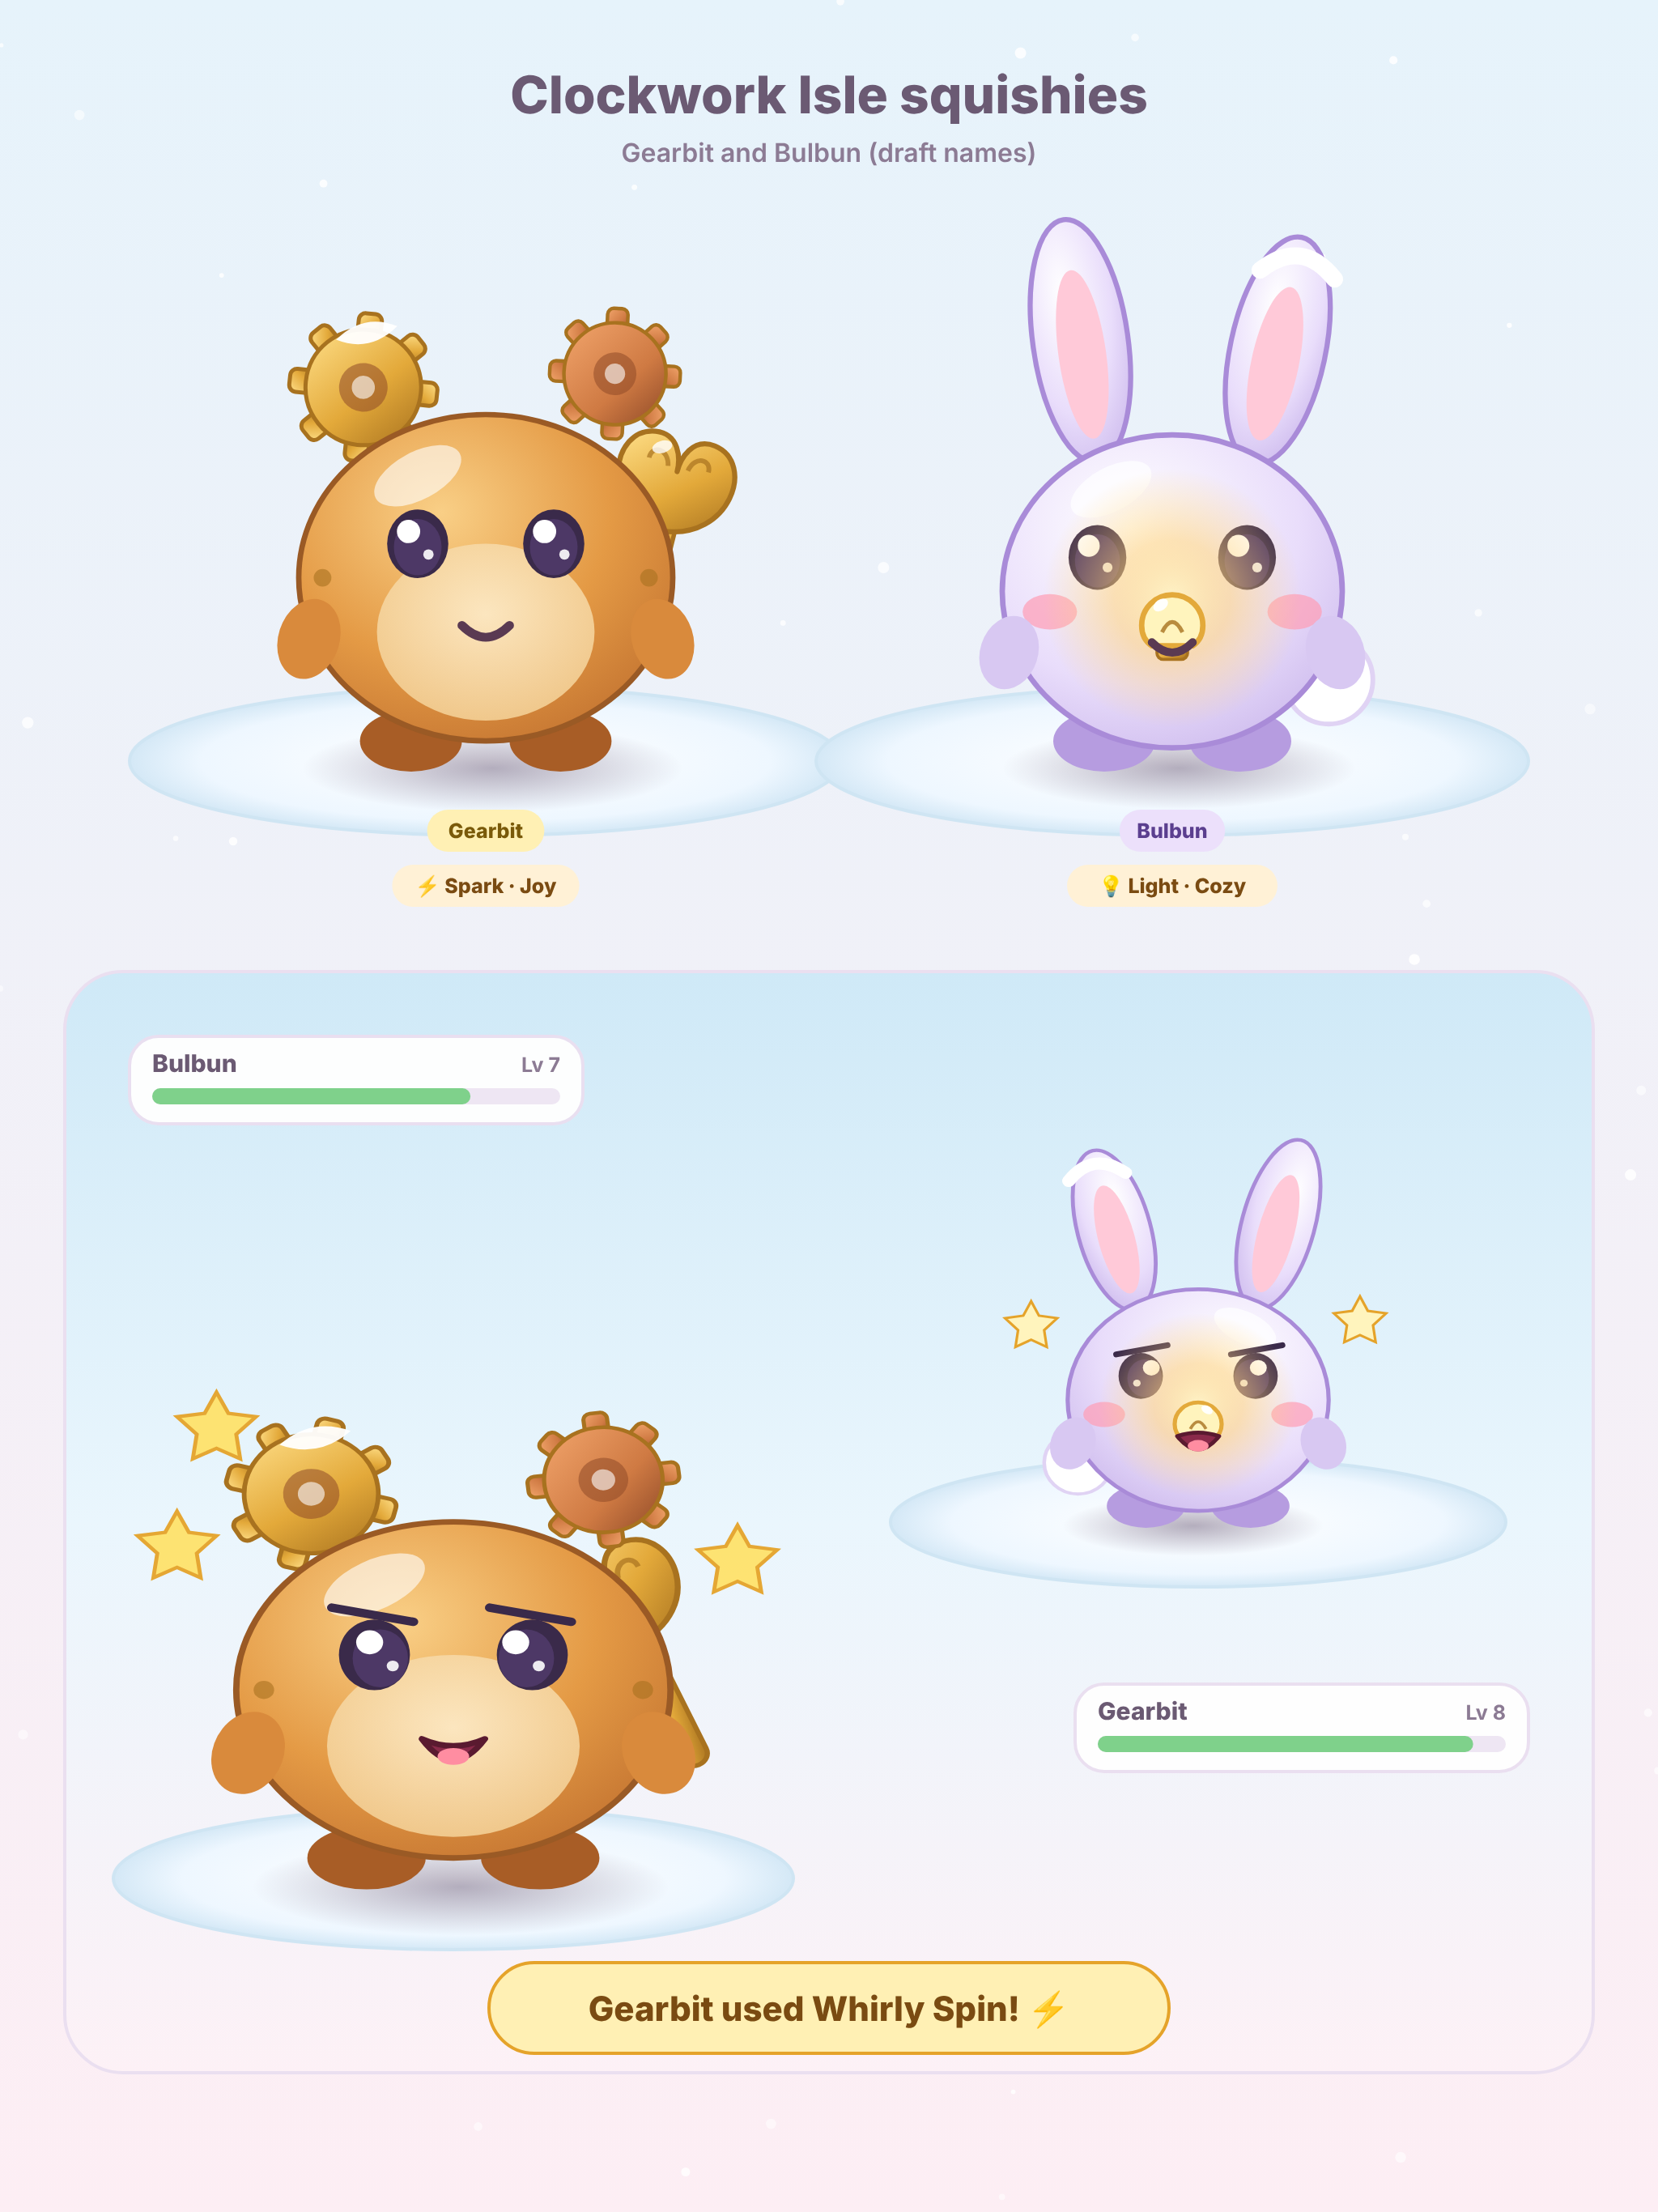 Clockwork Isle squishies
Gearbit and Bulbun (draft names)
Gearbit
Bulbun
⚡ Spark · Joy
💡 Light · Cozy
Bulbun Lv 7
Gearbit Lv 8
Gearbit used Whirly Spin! ⚡